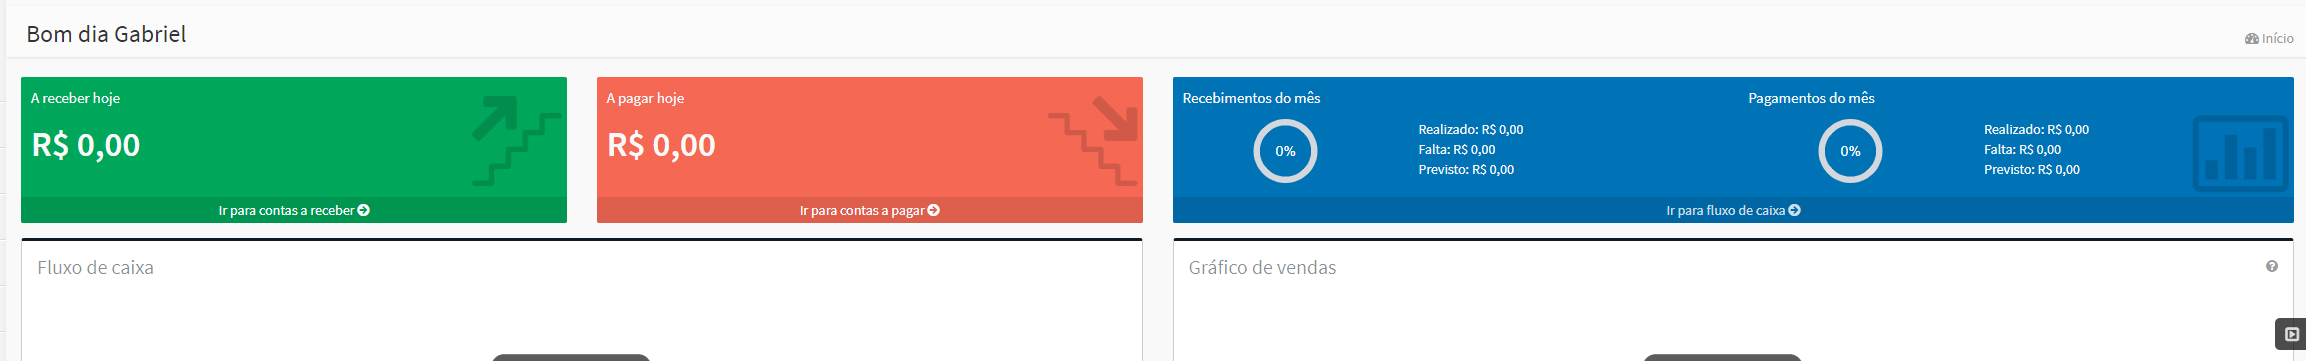 Bom dia Gabriel
Início
A receber hoje
R$ 0,00
Ir para contas a receber
A pagar hoje
R$ 0,00
Ir para contas a pagar
Recebimentos do mês
0%
Realizado: R$ 0,00
Falta: R$ 0,00
Previsto: R$ 0,00
Pagamentos do mês
0%
Realizado: R$ 0,00
Falta: R$ 0,00
Previsto: R$ 0,00
Ir para fluxo de caixa
Fluxo de caixa
Gráfico de vendas